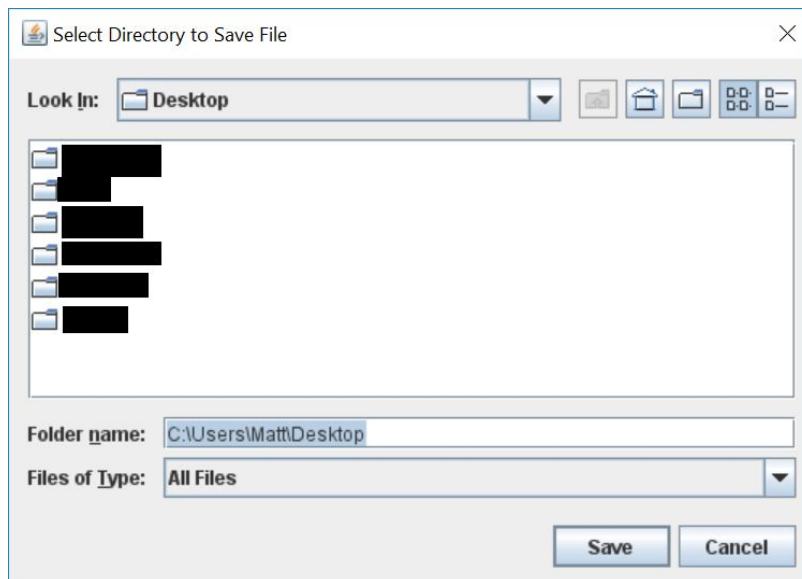 Select Directory to Save File
Look In: Desktop
Folder name: C:\Users\Matt\Desktop
Files of Type: All Files
Save Cancel